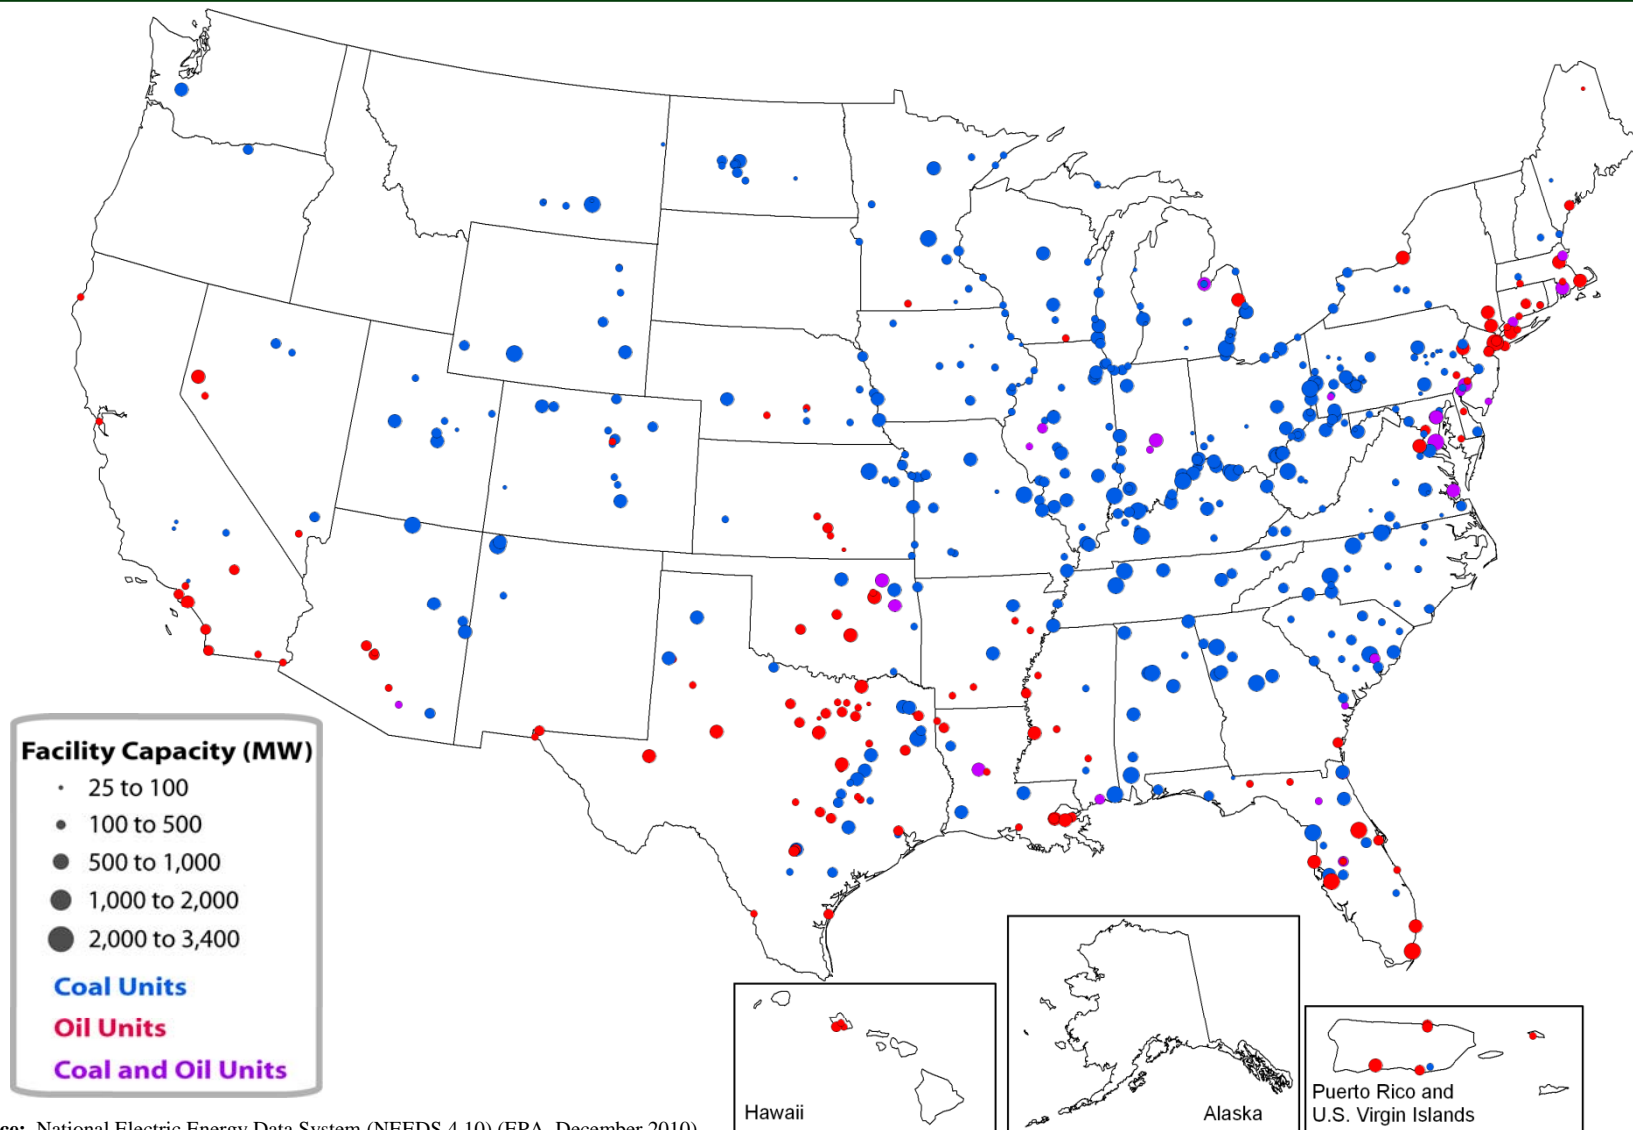 Facility Capacity (MW)
25 to 100
100 to 500
500 to 1,000
1,000 to 2,000
2,000 to 3,400
Coal Units
Oil Units
Coal and Oil Units
Hawaii
Alaska
Puerto Rico and
U.S. Virgin Islands
National Electric Energy Data System (NEEDS 4.10) (EPA, December 2010)